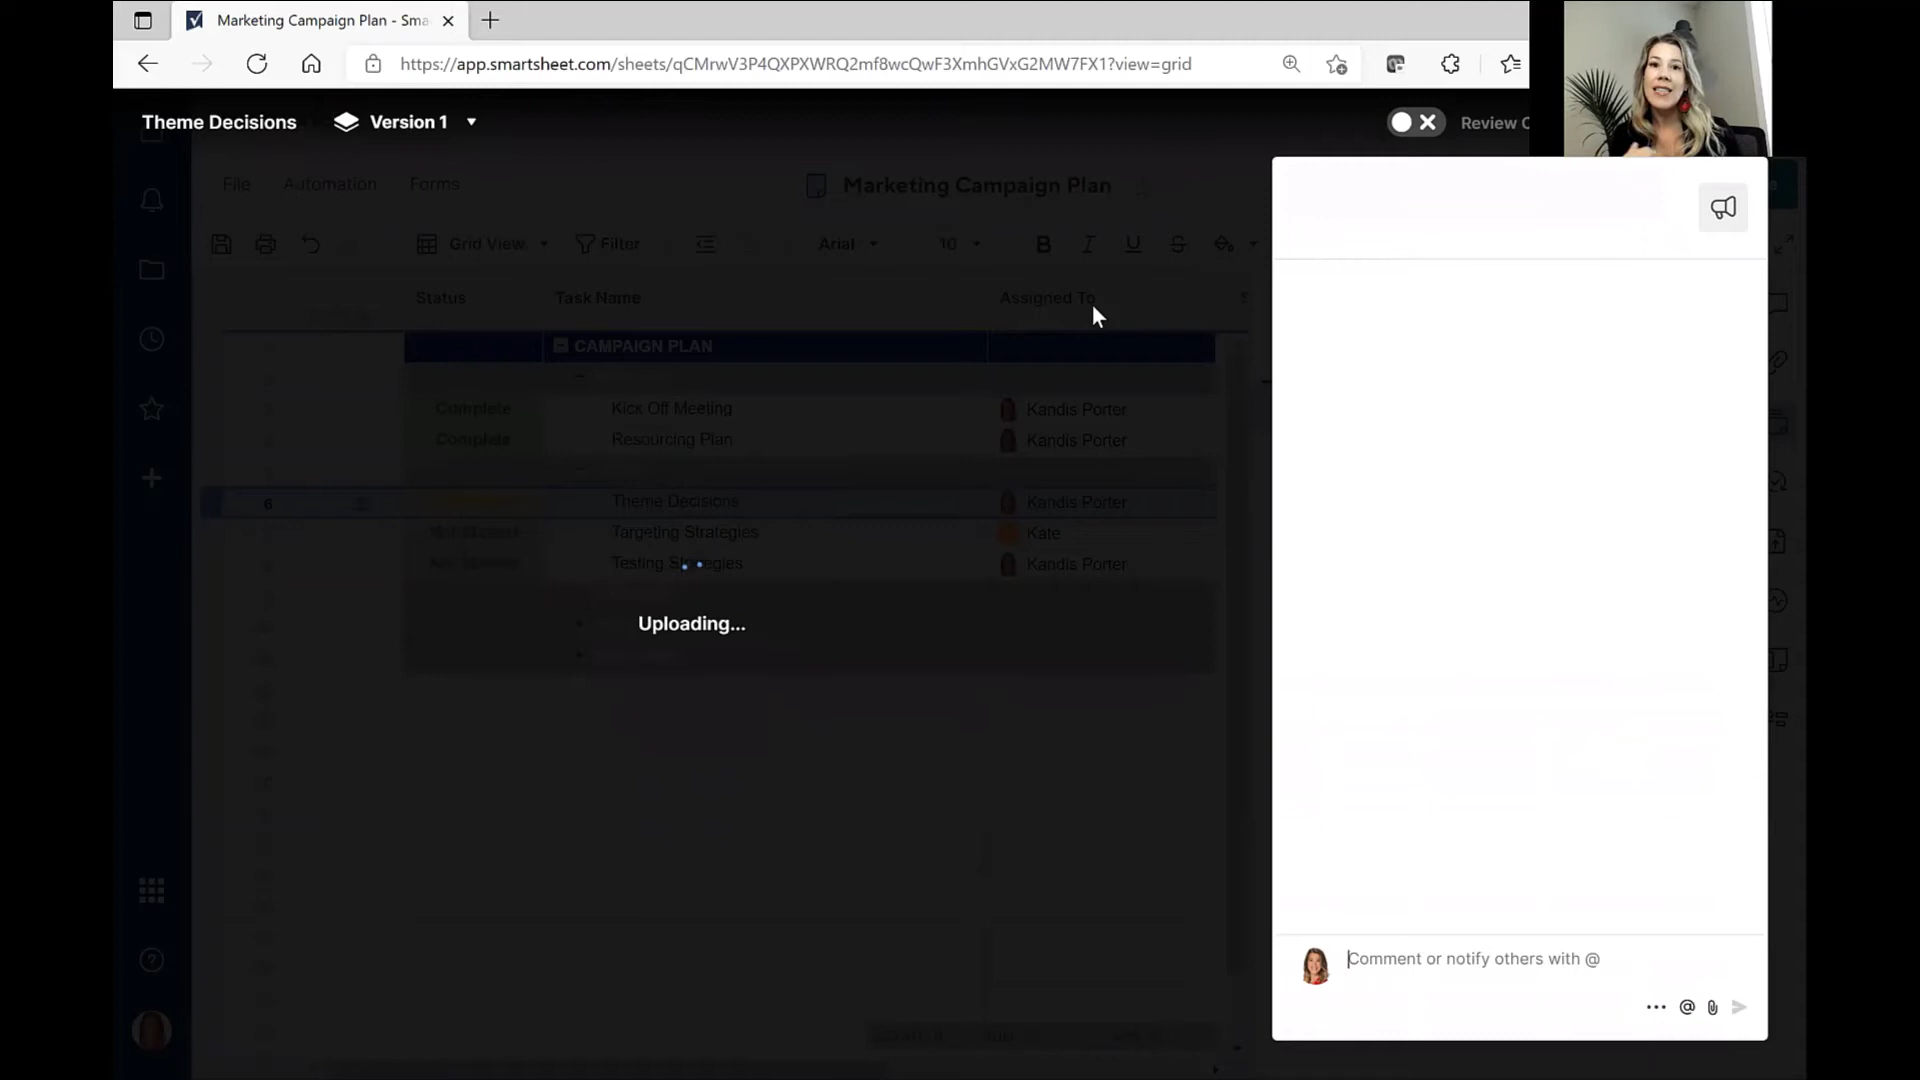 Marketing Campaign Plan - Sma
https://app.smartsheet.com/sheets/qCMrwV3P4QXPXWRQ2mf8wcQwF3XmhGVxG2MW7FX1?view=grid
Theme Decisions
Version 1
Review C
File
Automation
Forms
Marketing Campaign Plan
Grid View
Filter
Arial
10
B
I
U
S
Status
Task Name
Assigned To
CAMPAIGN PLAN
Complete
Kick Off Meeting
Kandis Porter
Complete
Resourcing Plan
Kandis Porter
6
Theme Decisions
Kandis Porter
Targeting Strategies
Kate
Testing Strategies
Kandis Porter
Uploading...
Comment or notify others with @